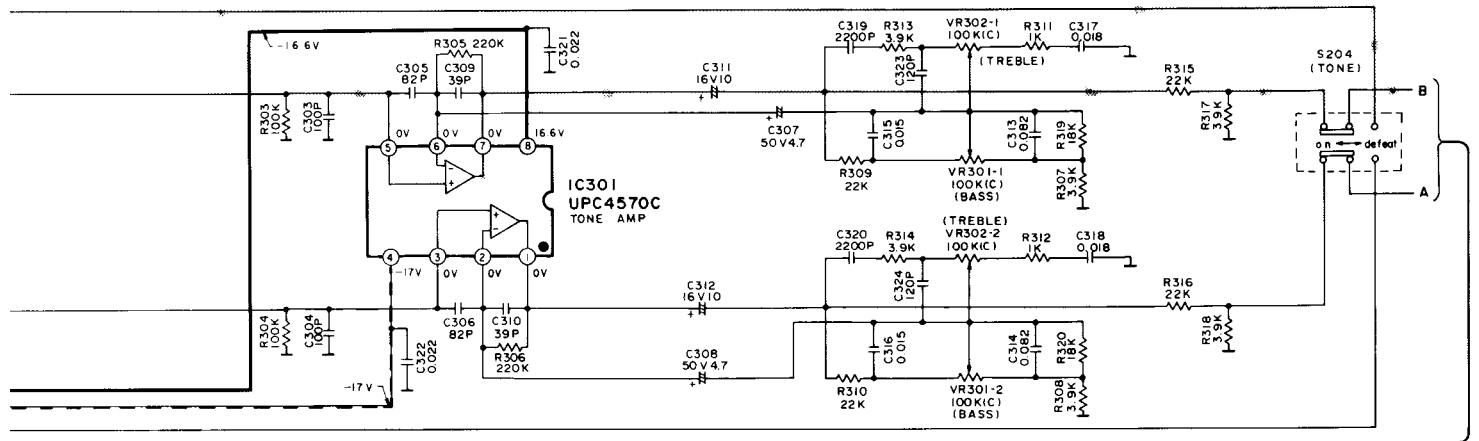 -16.6V
R305 220K
C321
0.022
C305
82P
C309
39P
C311
16V10
C319
2200P
R313
3.9K
C323
120P
VR302-1
100K(C)
(TREBLE)
R311
1K
C317
0.018
R315
22K
R317
3.9K
S204
(TONE)
B
on
defeat
A
R303
100K
C303
100P
0V
0V
0V
16.6V
5
6
7
8
-
+
C307
50V4.7
C315
0.015
R309
22K
VR301-1
100K(C)
(BASS)
C313
0.082
R319
18K
R307
3.9K
IC301
UPC4570C
TONE AMP
+
-
4
3
2
1
-17V
0V
0V
0V
(TREBLE)
VR302-2
100K(C)
C320
2200P
R314
3.9K
C324
120P
R312
1K
C318
0.018
R316
22K
R318
3.9K
R304
100K
C304
100P
C322
0.022
C306
82P
C310
39P
R306
220K
C312
16V10
+
C308
50V4.7
+
C316
0.015
R310
22K
VR301-2
100K(C)
(BASS)
C314
0.082
R320
18K
R308
3.9K
-17V